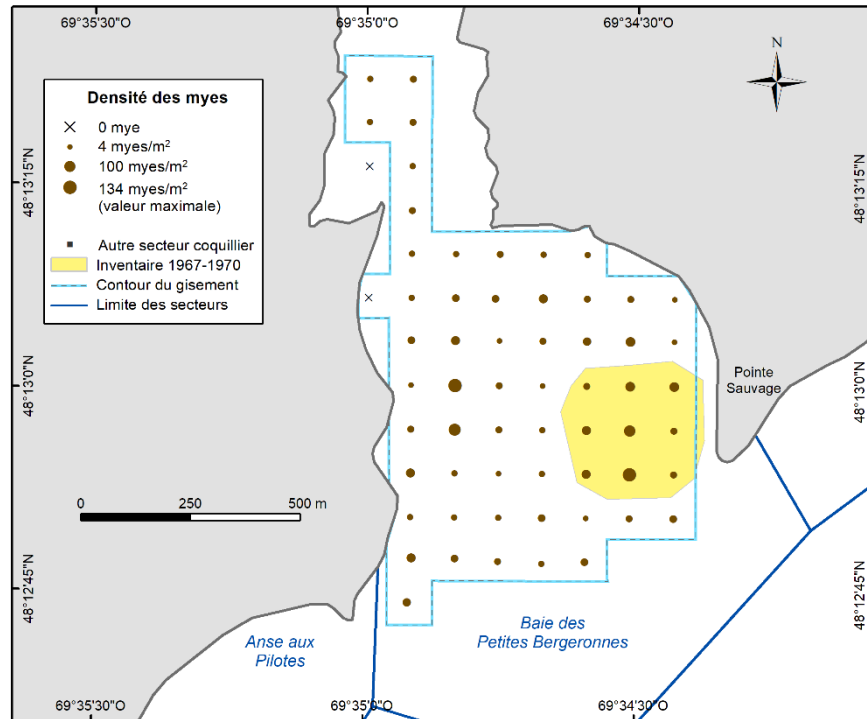 69°35'30"O 69°35'0"O 69°34'30"O
N
Densité des myes
0 mye
4 myes/m²
100 myes/m²
134 myes/m²
(valeur maximale)
Autre secteur coquillier
Inventaire 1967-1970
Contour du gisement
Limite des secteurs
48°13'15"N 48°13'15"N
Pointe
Sauvage
48°13'0"N 48°13'0"N
0 250 500 m
48°12'45"N 48°12'45"N
Anse aux
Pilotes
Baie des
Petites Bergeronnes
69°35'30"O 69°35'0"O 69°34'30"O